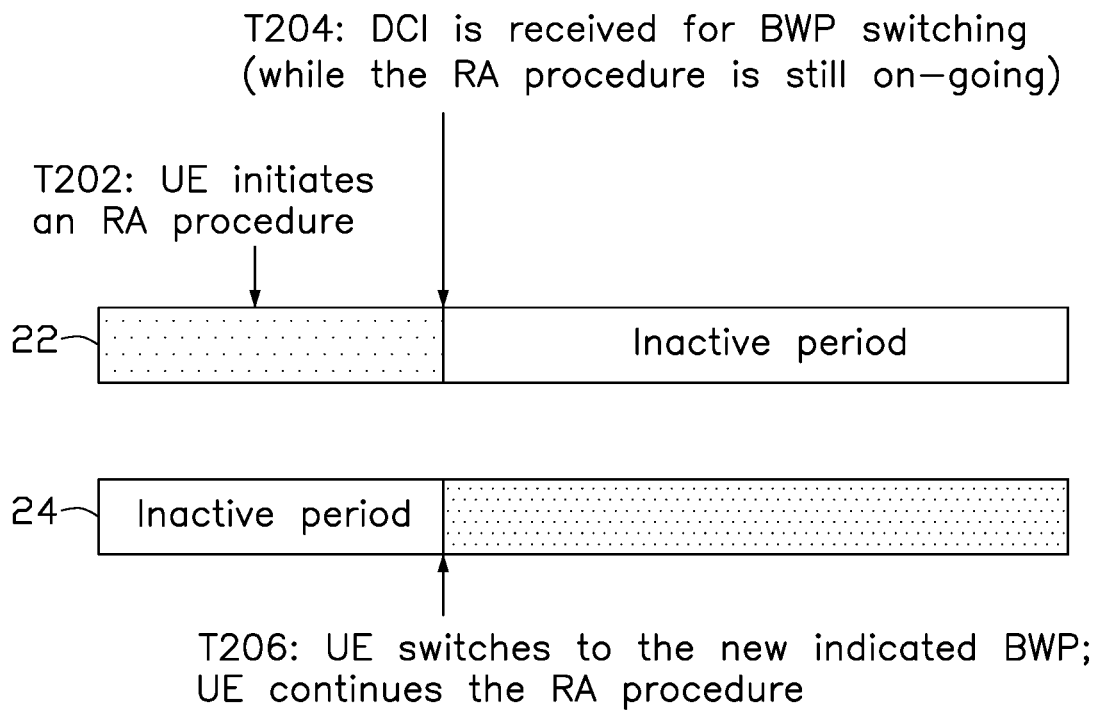 T204: DCI is received for BWP switching
(while the RA procedure is still on-going)
T202: UE initiates
an RA procedure
22
Inactive period
24
Inactive period
T206: UE switches to the new indicated BWP;
UE continues the RA procedure